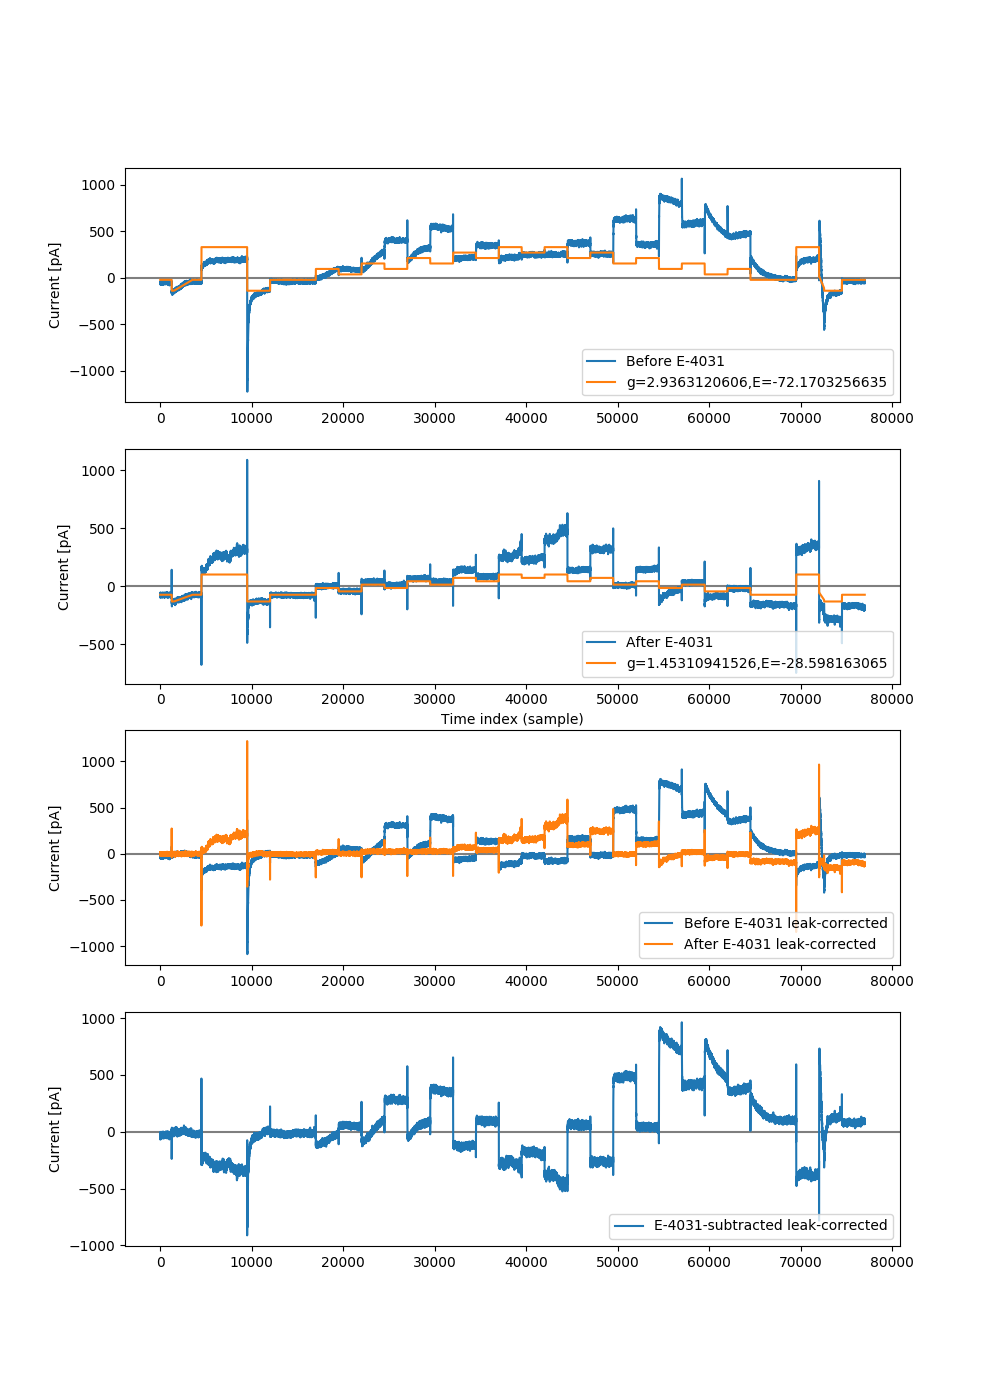 1000
500
0
−500
−1000
Current [pA]
Before E-4031
g=2.9363120606,E=-72.1703256635
0 10000 20000 30000 40000 50000 60000 70000 80000
1000
500
0
−500
Current [pA]
After E-4031
g=1.45310941526,E=-28.598163065
0 10000 20000 30000 40000 50000 60000 70000 80000
Time index (sample)
1000
500
0
−500
−1000
Current [pA]
Before E-4031 leak-corrected
After E-4031 leak-corrected
0 10000 20000 30000 40000 50000 60000 70000 80000
1000
500
0
−500
−1000
Current [pA]
E-4031-subtracted leak-corrected
0 10000 20000 30000 40000 50000 60000 70000 80000